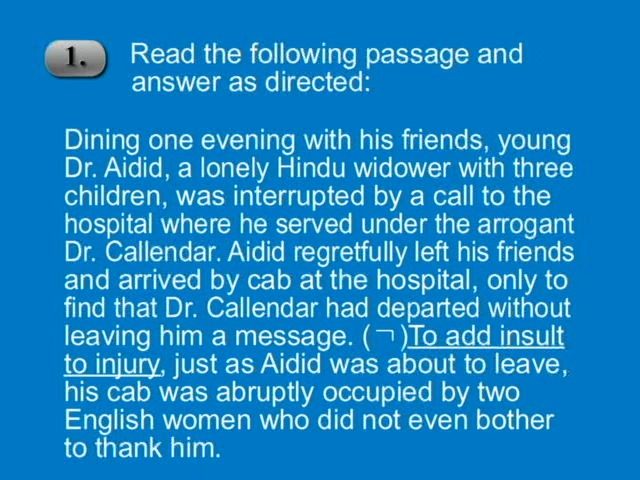 1. Read the following passage and
answer as directed:
Dining one evening with his friends, young
Dr. Aidid, a lonely Hindu widower with three
children, was interrupted by a call to the
hospital where he served under the arrogant
Dr. Callendar. Aidid regretfully left his friends
and arrived by cab at the hospital, only to
find that Dr. Callendar had departed without
leaving him a message. (ㄱ)To add insult
to injury, just as Aidid was about to leave,
his cab was abruptly occupied by two
English women who did not even bother
to thank him.